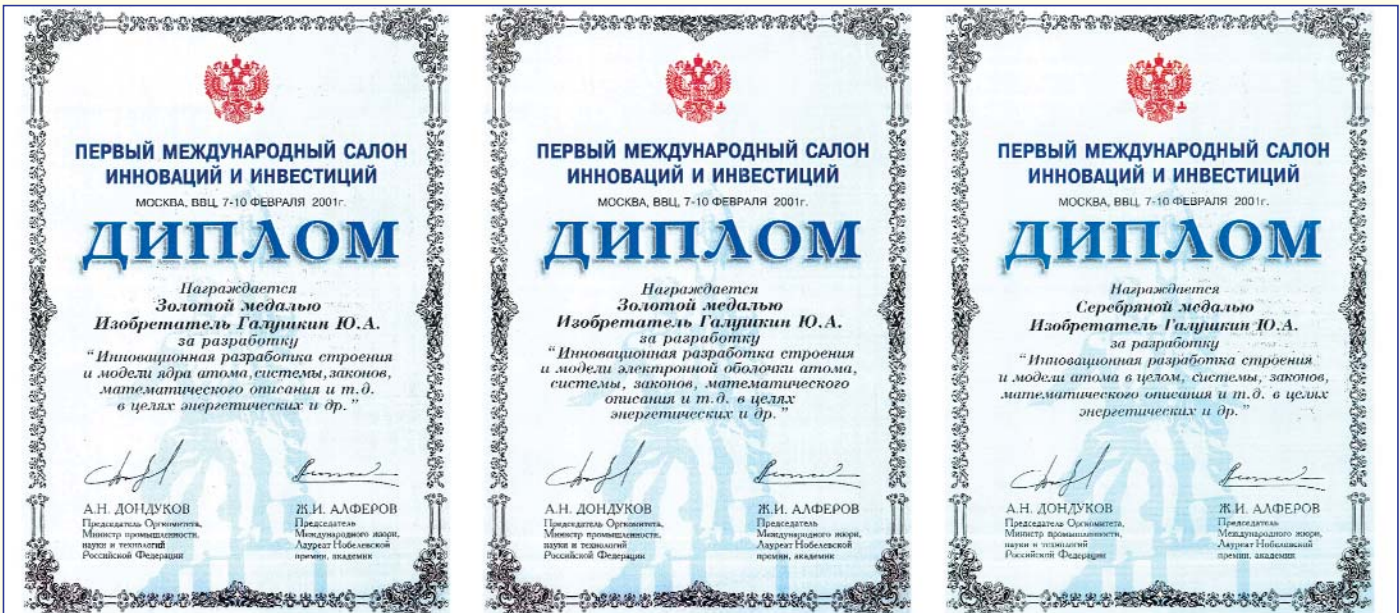 ПЕРВЫЙ МЕЖДУНАРОДНЫЙ САЛОН
ИННОВАЦИЙ И ИНВЕСТИЦИЙ
МОСКВА, ВВЦ, 7-10 ФЕВРАЛЯ 2001г.
ДИПЛОМ
Награждается
Золотой медалью
Изобретатель Галушкин Ю.А.
за разработку
“Инновационная разработка строения
и модели ядра атома, системы, законов,
математического описания и т.д.
в целях энергетических и др.”
А.Н. ДОНДУКОВ
Председатель Оргкомитета,
Министр промышленности,
науки и технологий
Российской Федерации
Ж.И. АЛФЕРОВ
Председатель
Международного жюри,
Лауреат Нобелевской
премии, академик
ПЕРВЫЙ МЕЖДУНАРОДНЫЙ САЛОН
ИННОВАЦИЙ И ИНВЕСТИЦИЙ
МОСКВА, ВВЦ, 7-10 ФЕВРАЛЯ 2001г.
ДИПЛОМ
Награждается
Золотой медалью
Изобретатель Галушкин Ю.А.
за разработку
“Инновационная разработка строения
и модели электронной оболочки атома,
системы, законов, математического
описания и т.д. в целях
энергетических и др.”
А.Н. ДОНДУКОВ
Председатель Оргкомитета,
Министр промышленности,
науки и технологий
Российской Федерации
Ж.И. АЛФЕРОВ
Председатель
Международного жюри,
Лауреат Нобелевской
премии, академик
ПЕРВЫЙ МЕЖДУНАРОДНЫЙ САЛОН
ИННОВАЦИЙ И ИНВЕСТИЦИЙ
МОСКВА, ВВЦ, 7-10 ФЕВРАЛЯ 2001г.
ДИПЛОМ
Награждается
Серебряной медалью
Изобретатель Галушкин Ю.А.
за разработку
“Инновационная разработка строения
и модели атома в целом, системы, законов,
математического описания и т.д. в целях
энергетических и др.”
А.Н. ДОНДУКОВ
Председатель Оргкомитета,
Министр промышленности,
науки и технологий
Российской Федерации
Ж.И. АЛФЕРОВ
Председатель
Международного жюри,
Лауреат Нобелевской
премии, академик